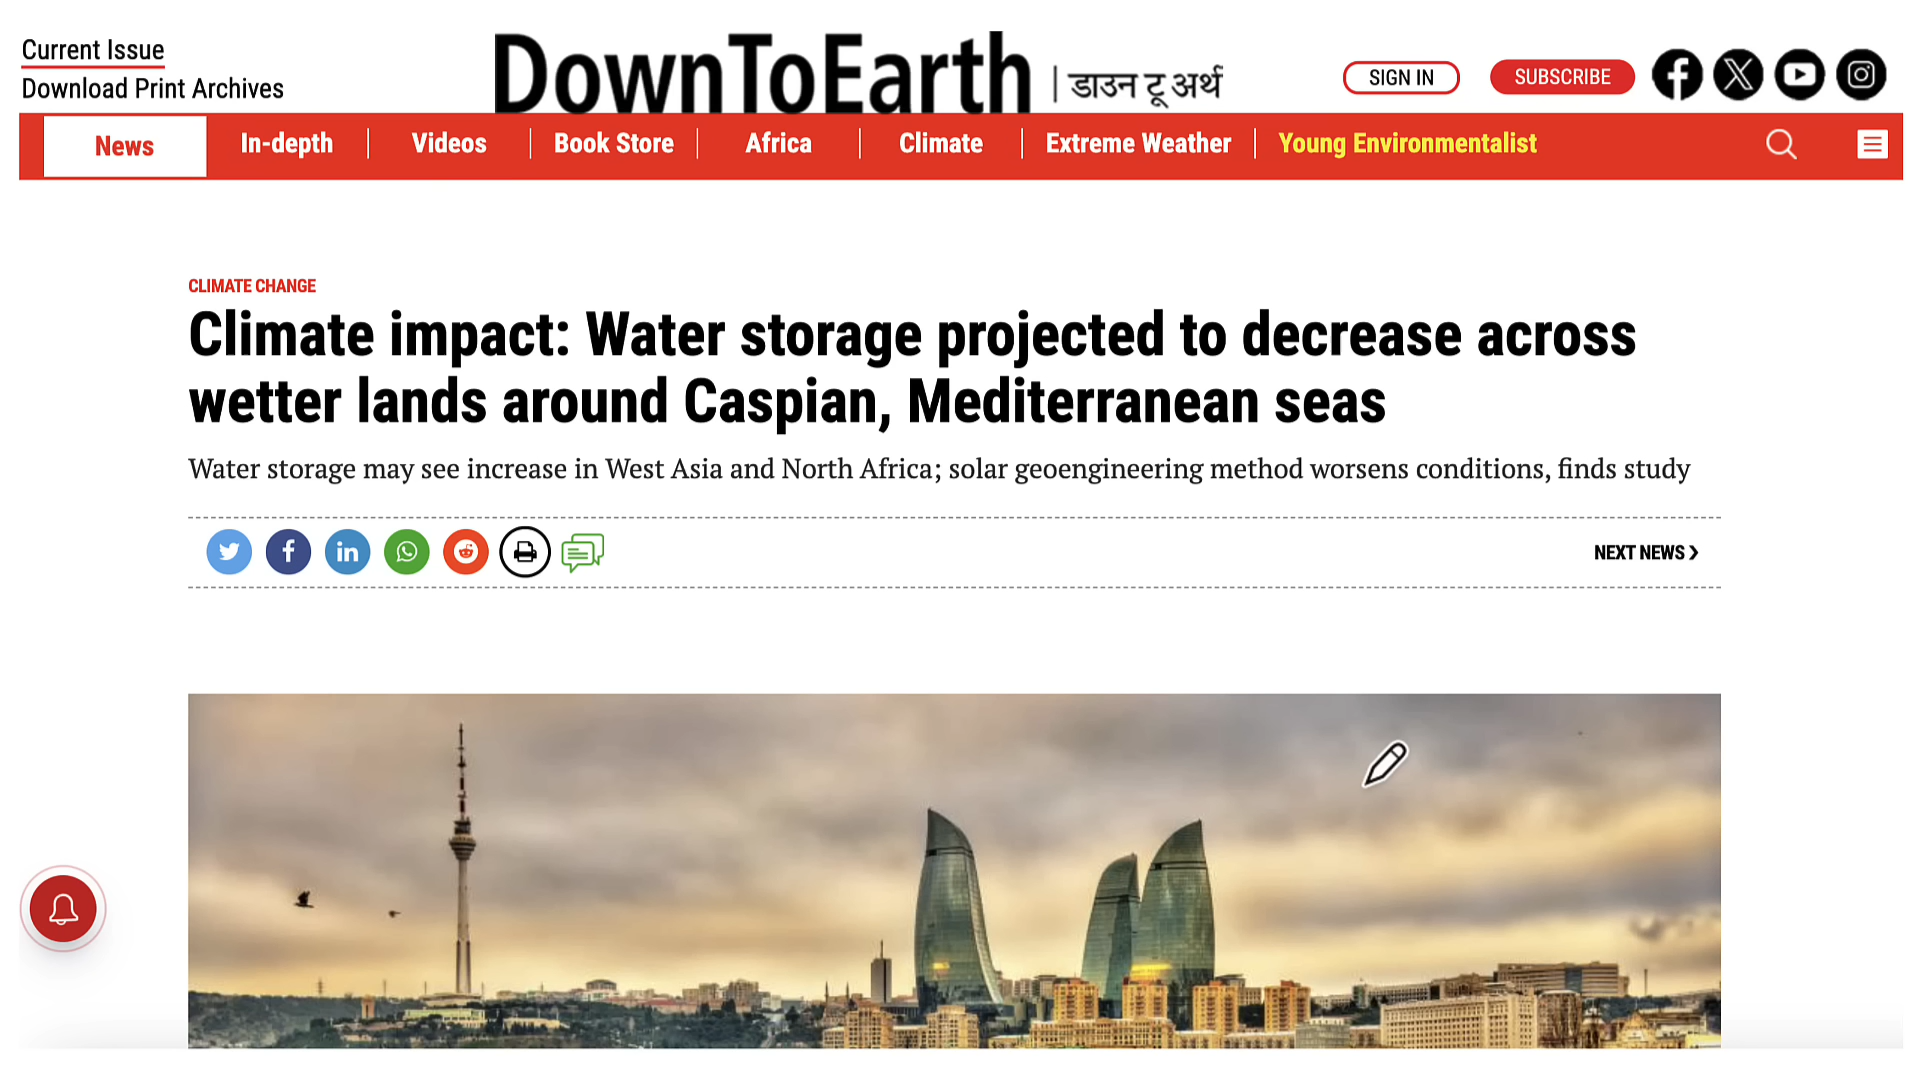 Current Issue
Download Print Archives
DownToEarth | डाउन टू अर्थ
SIGN IN
SUBSCRIBE
News
In-depth
Videos
Book Store
Africa
Climate
Extreme Weather
Young Environmentalist
CLIMATE CHANGE
Climate impact: Water storage projected to decrease across
wetter lands around Caspian, Mediterranean seas
Water storage may see increase in West Asia and North Africa; solar geoengineering method worsens conditions, finds study
NEXT NEWS ❯